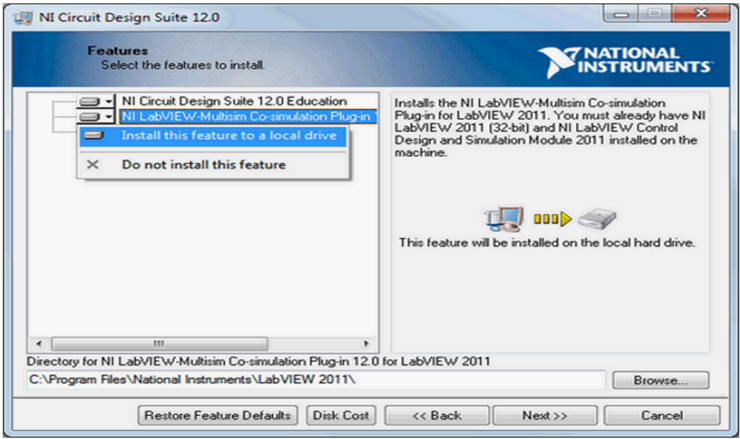 NI Circuit Design Suite 12.0
Features
Select the features to install.
NATIONAL
INSTRUMENTS
NI Circuit Design Suite 12.0 Education
NI LabVIEW-Multisim Co-simulation Plug-in 1
Install this feature to a local drive
Do not install this feature
Installs the NI LabVIEW-Multisim Co-simulation
Plug-in for LabVIEW 2011. You must already have NI
LabVIEW 2011 (32-bit) and NI LabVIEW Control
Design and Simulation Module 2011 installed on the
machine.
This feature will be installed on the local hard drive.
Directory for NI LabVIEW-Multisim Co-simulation Plug-in 12.0 for LabVIEW 2011
C:\Program Files\National Instruments\LabVIEW 2011\
Browse...
Restore Feature Defaults
Disk Cost
<< Back
Next >>
Cancel